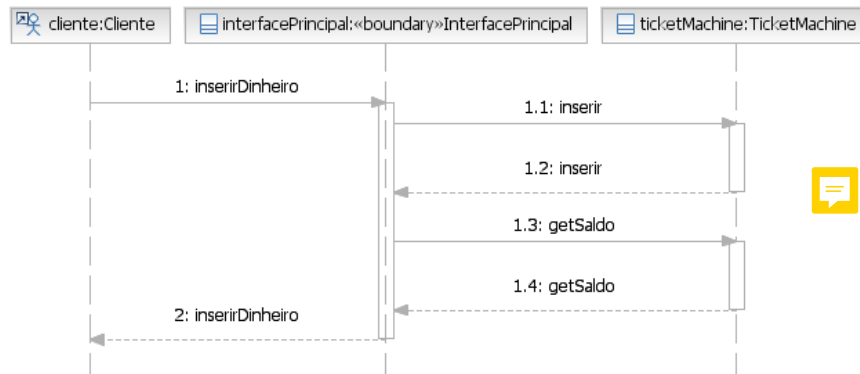 cliente:Cliente
interfacePrincipal:«boundary»InterfacePrincipal
ticketMachine:TicketMachine
1: inserirDinheiro
1.1: inserir
1.2: inserir
1.3: getSaldo
1.4: getSaldo
2: inserirDinheiro